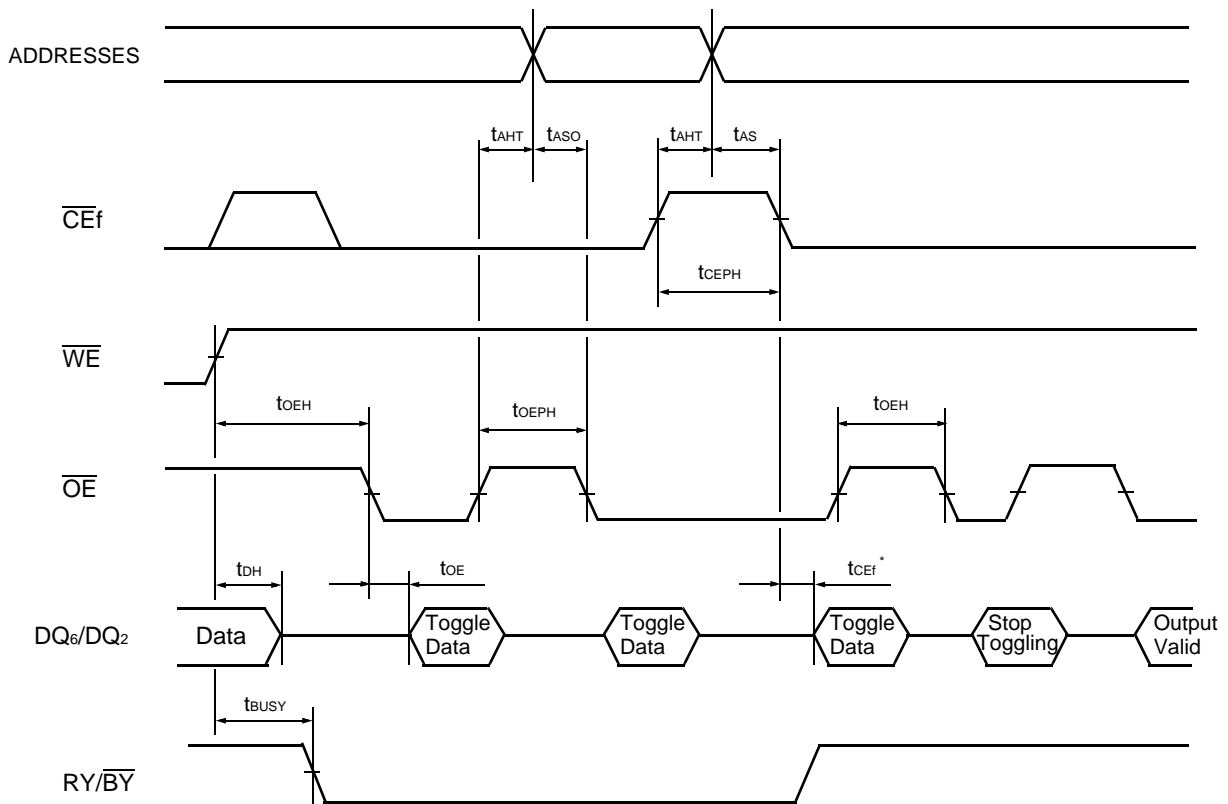 ADDRESSES
tAHT tASO tAHT tAS
CEf
tCEPH
WE
tOEH tOEPH tOEH
OE
tDH tOE tCEf*
DQ6/DQ2 Data Toggle Data Toggle Data Toggle Data Stop Toggling Output Valid
tBUSY
RY/BY